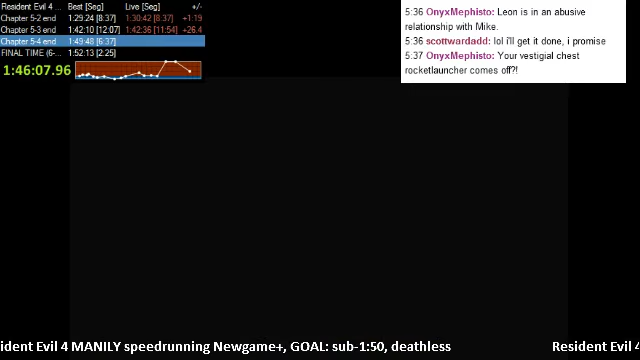 Resident Evil 4 ... Best [Seg] Live [Seg] +/-
Chapter 5-2 end 1:29:24 [8:37] 1:30:42 [8:37] +1:19
Chapter 5-3 end 1:42:10 [12:07] 1:42:36 [11:54] +26.4
Chapter 5-4 end 1:49:48 [6:37]
FINAL TIME (6-... 1:52:13 [2:25]
1:46:07.96
5:36 OnyxMephisto: Leon is in an abusive
relationship with Mike.
5:36 scottwardadd: lol i'll get it done, i promise
5:37 OnyxMephisto: Your vestigial chest
rocketlauncher comes off?!
ident Evil 4 MANILY speedrunning Newgame+, GOAL: sub-1:50, deathless
Resident Evil 4